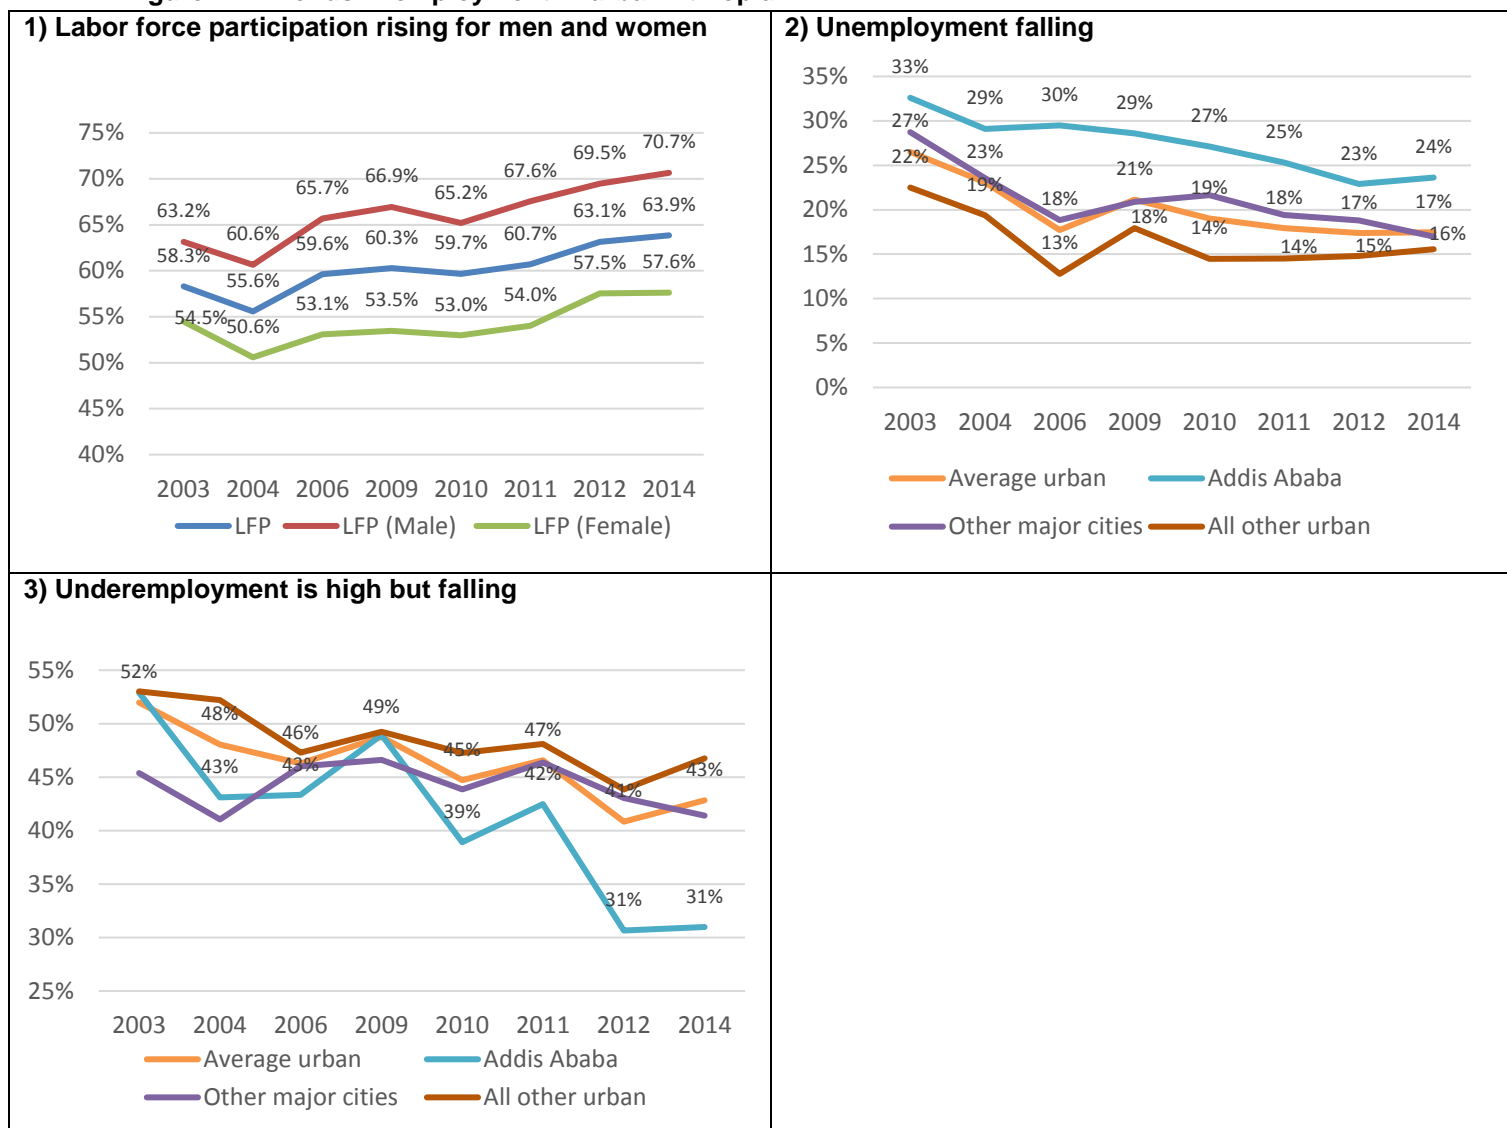 1) Labor force participation rising for men and women
75%
70%
65%
60%
55%
50%
45%
40%
63.2% 60.6% 65.7% 66.9% 65.2% 67.6% 69.5% 70.7%
58.3% 55.6% 59.6% 60.3% 59.7% 60.7% 63.1% 63.9%
54.5% 50.6% 53.1% 53.5% 53.0% 54.0% 57.5% 57.6%
2003 2004 2006 2009 2010 2011 2012 2014
LFP LFP (Male) LFP (Female)
2) Unemployment falling
35%
30%
25%
20%
15%
10%
5%
0%
33% 29% 30% 29% 27% 25% 23% 24%
27% 23% 18% 21% 19% 18% 17% 17%
22% 19% 13% 18% 14% 14% 15% 16%
2003 2004 2006 2009 2010 2011 2012 2014
Average urban Addis Ababa
Other major cities All other urban
3) Underemployment is high but falling
55%
50%
45%
40%
35%
30%
25%
52% 48% 46% 49% 45% 47% 41% 43%
43% 43% 39% 42% 31% 31%
2003 2004 2006 2009 2010 2011 2012 2014
Average urban Addis Ababa
Other major cities All other urban